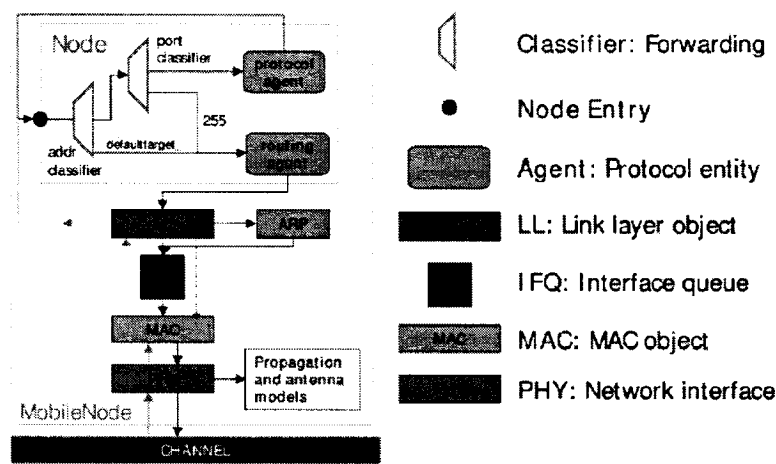 Node
port
classifier
protocol
agent
255
addr
classifier
defaulttarget
routing
agent
ARP
MAC
Propagation
and antenna
models
MobileNode
CHANNEL
Classifier: Forwarding
Node Entry
Agent: Protocol entity
LL: Link layer object
IFQ: Interface queue
MAC
MAC: MAC object
PHY: Network interface